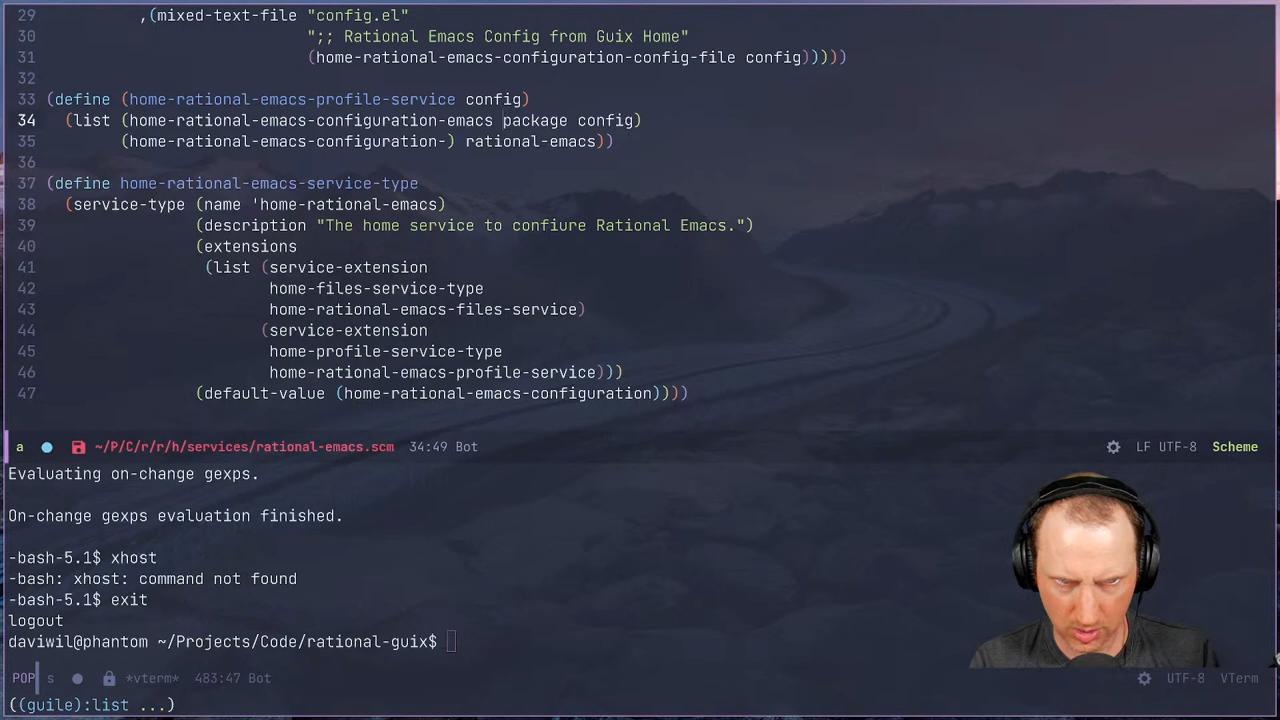 29 ,(mixed-text-file "config.el"
30 ";; Rational Emacs Config from Guix Home"
31 (home-rational-emacs-configuration-config-file config)))))
32
33 (define (home-rational-emacs-profile-service config)
34 (list (home-rational-emacs-configuration-emacs package config)
35 (home-rational-emacs-configuration-) rational-emacs))
36
37 (define home-rational-emacs-service-type
38 (service-type (name 'home-rational-emacs)
39 (description "The home service to confiure Rational Emacs.")
40 (extensions
41 (list (service-extension
42 home-files-service-type
43 home-rational-emacs-files-service)
44 (service-extension
45 home-profile-service-type
46 home-rational-emacs-profile-service)))
47 (default-value (home-rational-emacs-configuration))))
a ~/P/C/r/r/h/services/rational-emacs.scm 34:49 Bot LF UTF-8 Scheme
Evaluating on-change gexps.
On-change gexps evaluation finished.
-bash-5.1$ xhost
-bash: xhost: command not found
-bash-5.1$ exit
logout
daviwil@phantom ~/Projects/Code/rational-guix$
POP s *vterm* 483:47 Bot UTF-8 VTerm
((guile):list ...)